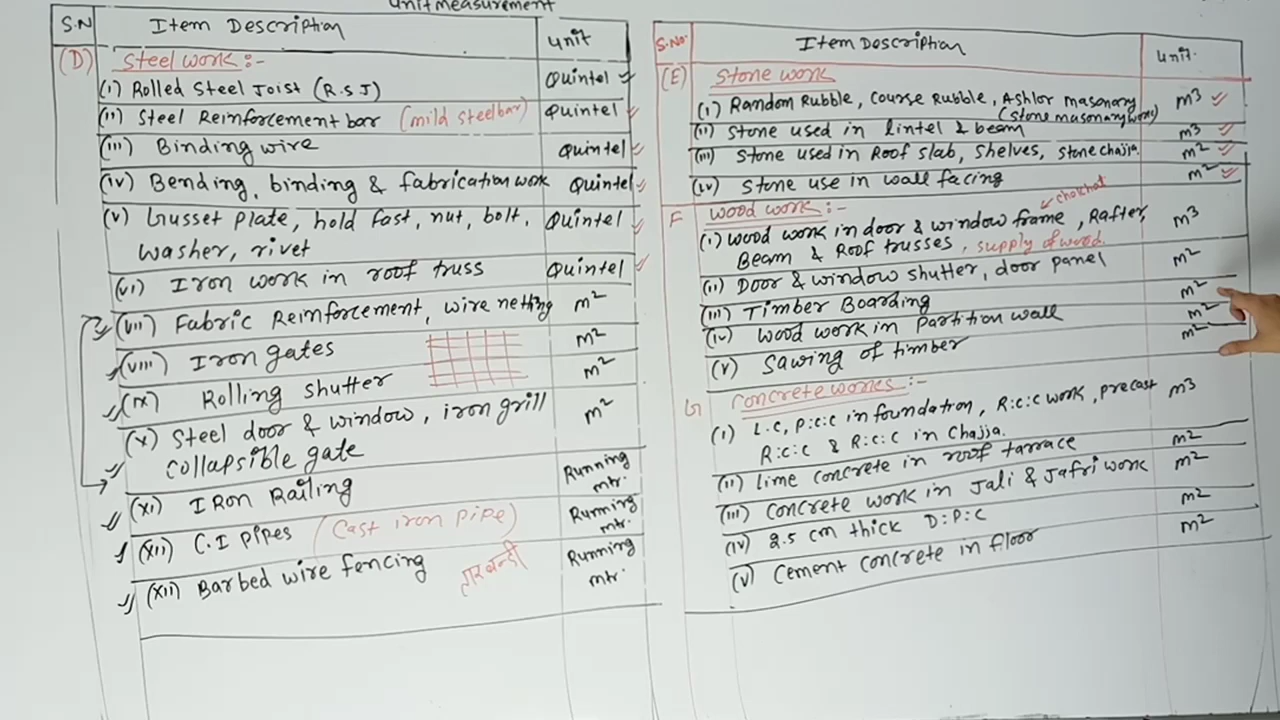 unit measurement
S.N Item Description unit
(D) Steel work :-
(i) Rolled Steel Joist (R.S.J) Quintel
(ii) Steel Reinforcement bar (mild steel bar) Quintel
(iii) Binding wire Quintel
(iv) Bending, binding & fabrication work Quintel
(v) Gusset Plate, hold fast, nut, bolt, Quintel
washer, rivet
(vi) Iron work in roof truss Quintel
(vii) Fabric Reinforcement, wire netting m²
(viii) Iron gates m²
(ix) Rolling shutter m²
(x) Steel door & window, iron grill m²
collapsible gate
(xi) IRon Railing Running mtr.
(xii) C.I pipes (Cast iron pipe) Running mtr.
(xii) Barbed wire fencing तारबन्दी Running mtr.
S.No. Item Description unit.
(E) Stone work
(i) Random Rubble, Course Rubble, Ashlor masonary m³
(stone masonary work)
(ii) Stone used in lintel & beam m³
(iii) Stone used in Roof slab, shelves, stone chajja m²
(iv) Stone use in wall facing m²
F Wood work :-
chokhat
(i) Wood work in door & window frame, Rafter, m³
Beam & Roof trusses, supply of wood.
(ii) Door & window shutter, door panel m²
(iii) Timber Boarding m²
(iv) Wood work in Partition wall m²
(v) Sawing of timber m²
G Concrete works :-
(i) L.C, P.C.C in foundation, R.C.C work, precast m³
R.C.C & R.C.C in Chajja.
(ii) Lime concrete in roof tarrace m²
(iii) Concrete work in Jali & Jafri work m²
(iv) 2.5 cm thick D.P.C m²
(v) Cement concrete in floor m²